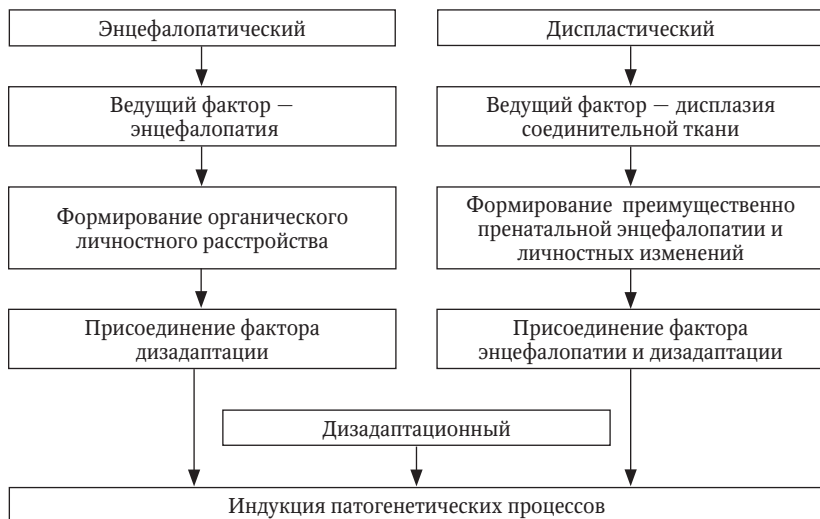 Энцефалопатический
Диспластический
Ведущий фактор —
энцефалопатия
Ведущий фактор — дисплазия
соединительной ткани
Формирование органического
личностного расстройства
Формирование преимущественно
пренатальной энцефалопатии и
личностных изменений
Присоединение фактора
дизадаптации
Присоединение фактора
энцефалопатии и дизадаптации
Дизадаптационный
Индукция патогенетических процессов